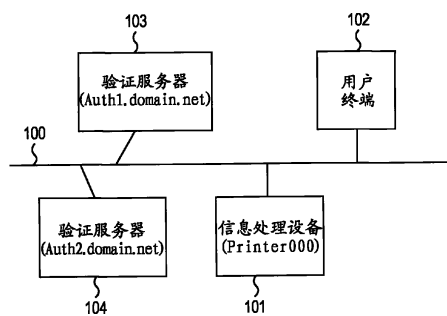 103
验证服务器
(Auth1.domain.net)
102
用户
终端
100
验证服务器
(Auth2.domain.net)
104
信息处理设备
(Printer000)
101